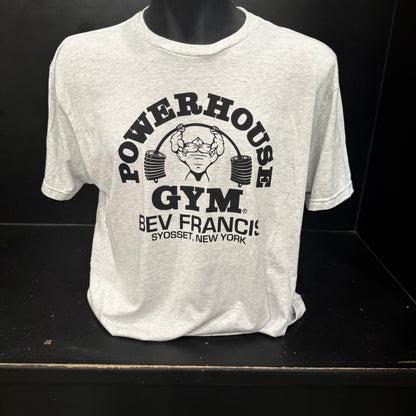 POWERHOUSE
GYM®
BEV FRANCIS
SYOSSET, NEW YORK